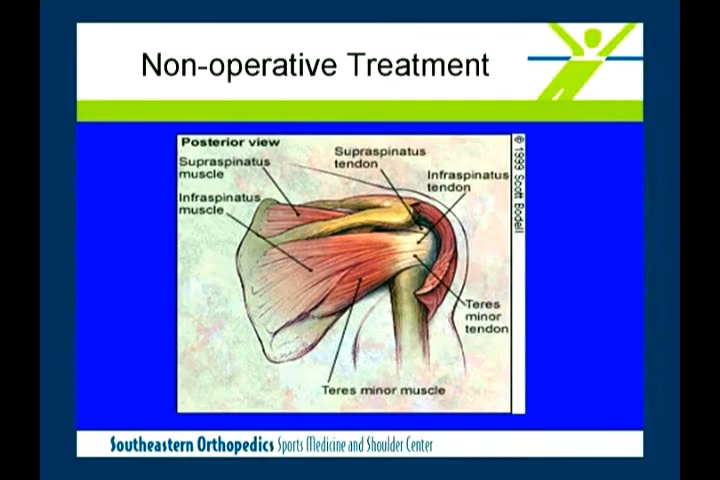 Non-operative Treatment
Posterior view
Supraspinatus
muscle
Supraspinatus
tendon
Infraspinatus
tendon
Infraspinatus
muscle
© 1999 Scott Bodell
Teres
minor
tendon
Teres minor muscle
Southeastern Orthopedics Sports Medicine and Shoulder Center